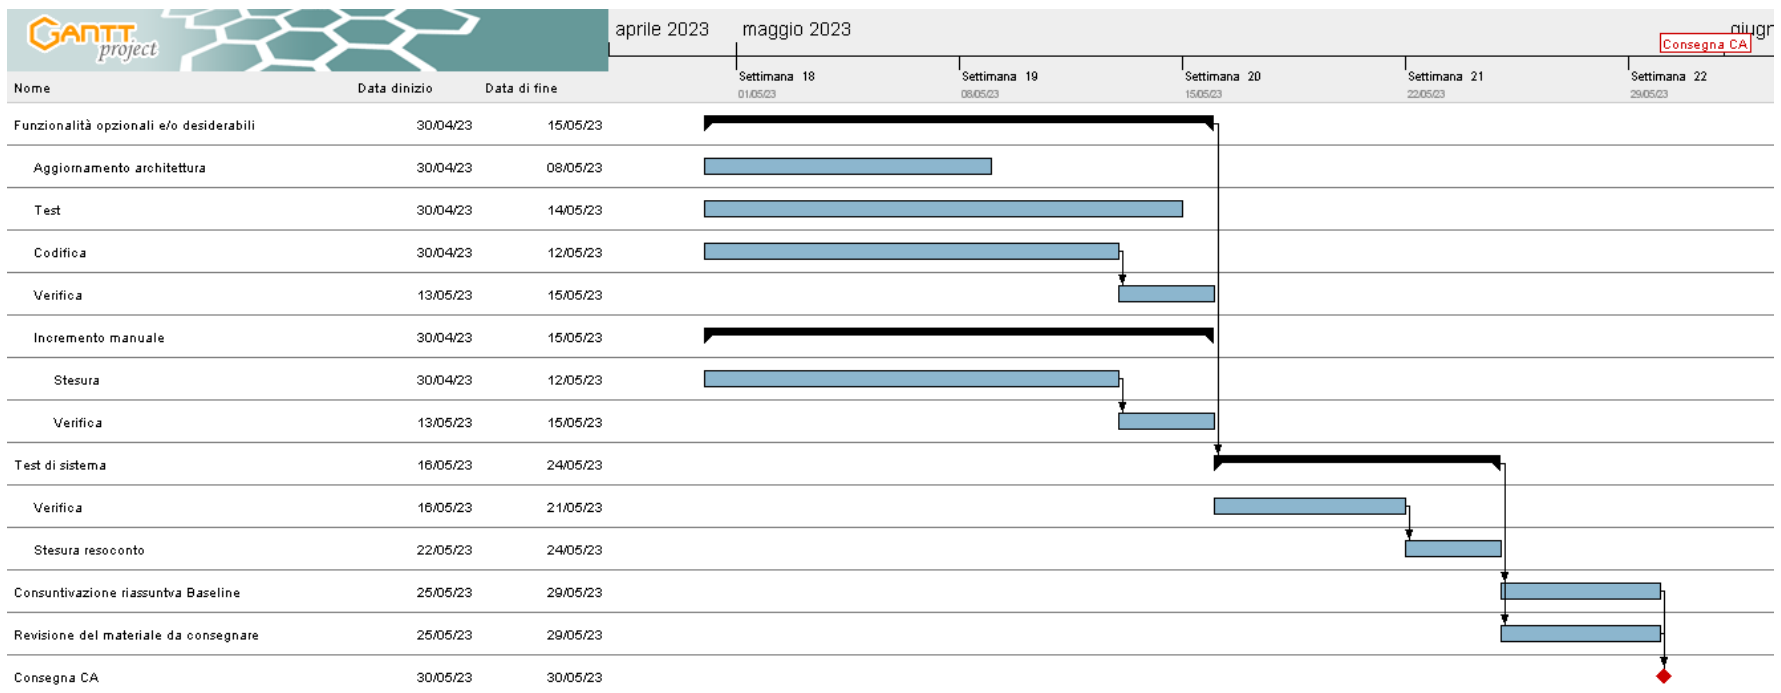 GANTT
project
aprile 2023
maggio 2023
giugn
Consegna CA
Nome Data dinizio Data di fine
Settimana 18
01/05/23
Settimana 19
08/05/23
Settimana 20
15/05/23
Settimana 21
22/05/23
Settimana 22
29/05/23
Funzionalità opzionali e/o desiderabili 30/04/23 15/05/23
Aggiornamento architettura 30/04/23 08/05/23
Test 30/04/23 14/05/23
Codifica 30/04/23 12/05/23
Verifica 13/05/23 15/05/23
Incremento manuale 30/04/23 15/05/23
Stesura 30/04/23 12/05/23
Verifica 13/05/23 15/05/23
Test di sistema 16/05/23 24/05/23
Verifica 16/05/23 21/05/23
Stesura resoconto 22/05/23 24/05/23
Consuntivazione riassuntva Baseline 25/05/23 29/05/23
Revisione del materiale da consegnare 25/05/23 29/05/23
Consegna CA 30/05/23 30/05/23